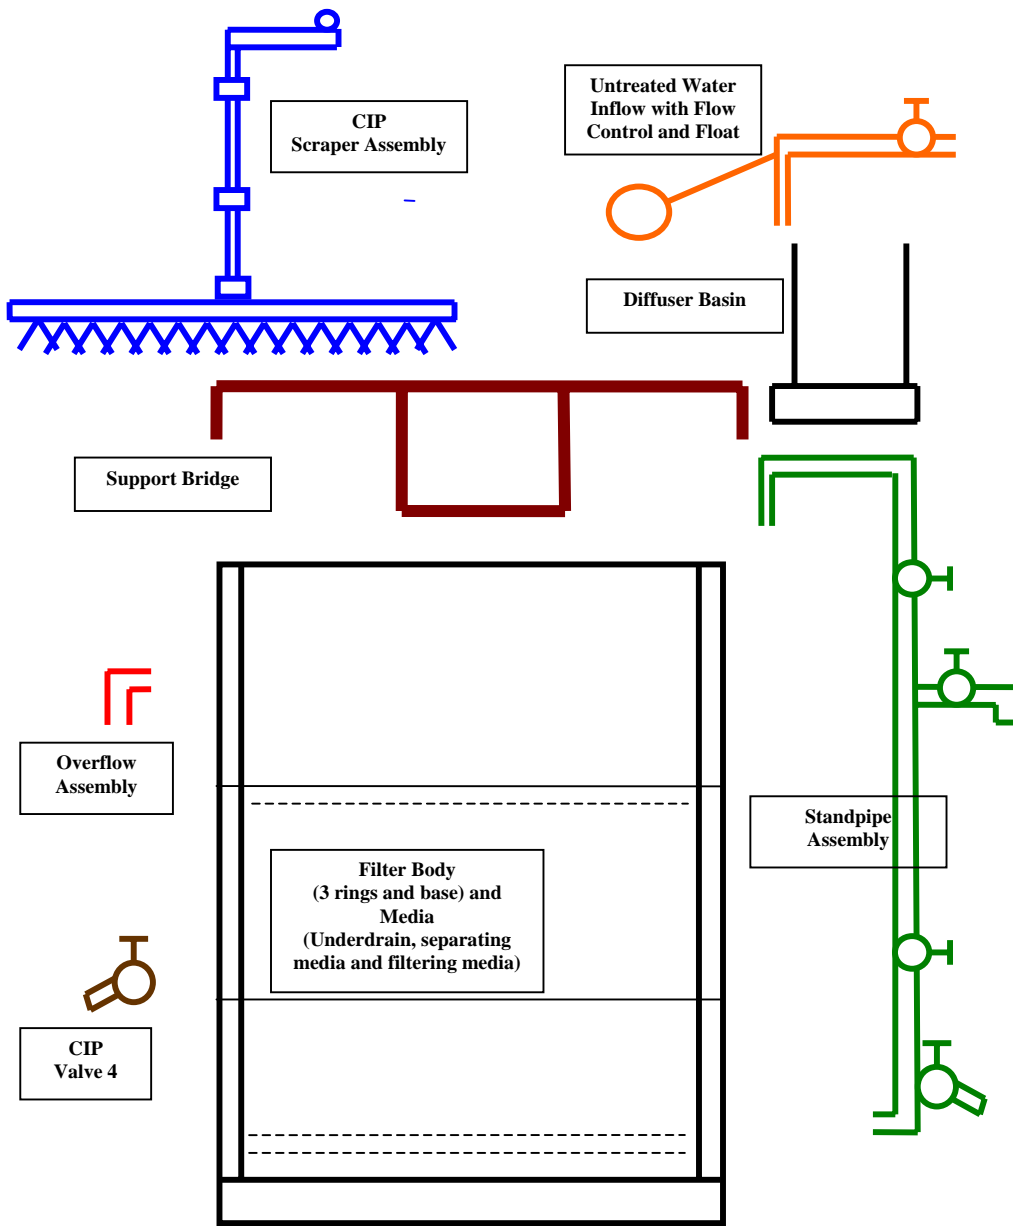 Untreated Water
Inflow with Flow
Control and Float
CIP
Scraper Assembly
Diffuser Basin
Support Bridge
Overflow
Assembly
Standpipe
Assembly
Filter Body
(3 rings and base) and
Media
(Underdrain, separating
media and filtering media)
CIP
Valve 4